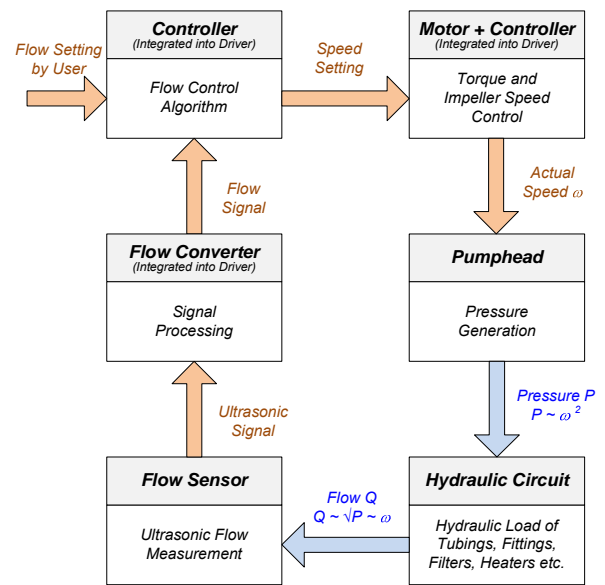 Controller
(Integrated into Driver)
Flow Control
Algorithm
Flow Setting
by User
Speed
Setting
Motor + Controller
(Integrated into Driver)
Torque and
Impeller Speed
Control
Actual
Speed ω
Flow
Signal
Flow Converter
(Integrated into Driver)
Signal
Processing
Pumphead
Pressure
Generation
Ultrasonic
Signal
Pressure P
P ~ ω²
Flow Sensor
Ultrasonic Flow
Measurement
Flow Q
Q ~ √P ~ ω
Hydraulic Circuit
Hydraulic Load of
Tubings, Fittings,
Filters, Heaters etc.